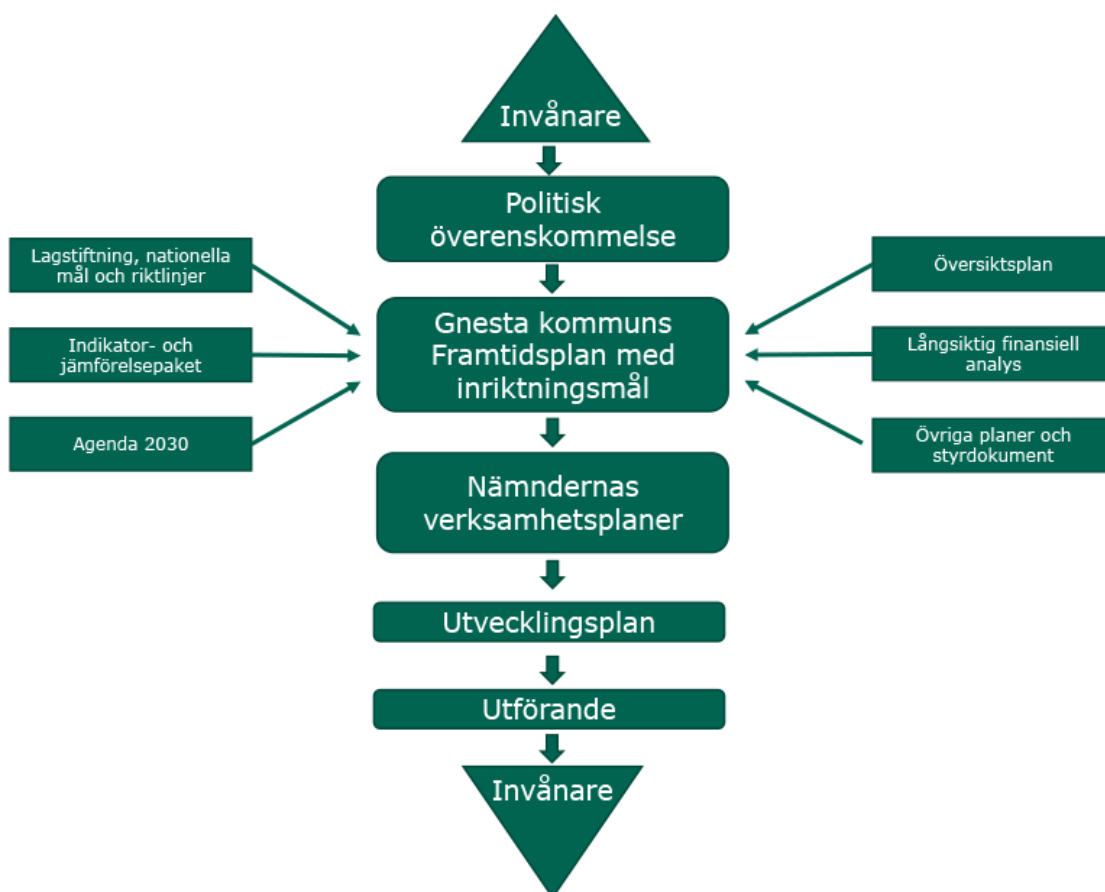 Invånare
Politisk
överenskommelse
Lagstiftning, nationella
mål och riktlinjer
Indikator- och
jämförelsepaket
Agenda 2030
Gnesta kommuns
Framtidsplan med
inriktningsmål
Översiktsplan
Långsiktig finansiell
analys
Övriga planer och
styrdokument
Nämndernas
verksamhetsplaner
Utvecklingsplan
Utförande
Invånare